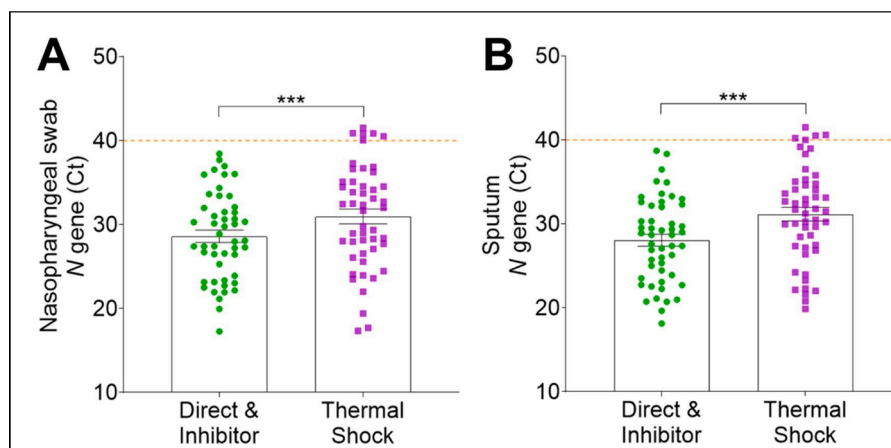 A
Nasopharyngeal swab
N gene (Ct)
50
40
30
20
10
***
Direct &
Inhibitor
Thermal
Shock
B
Sputum
N gene (Ct)
50
40
30
20
10
***
Direct &
Inhibitor
Thermal
Shock